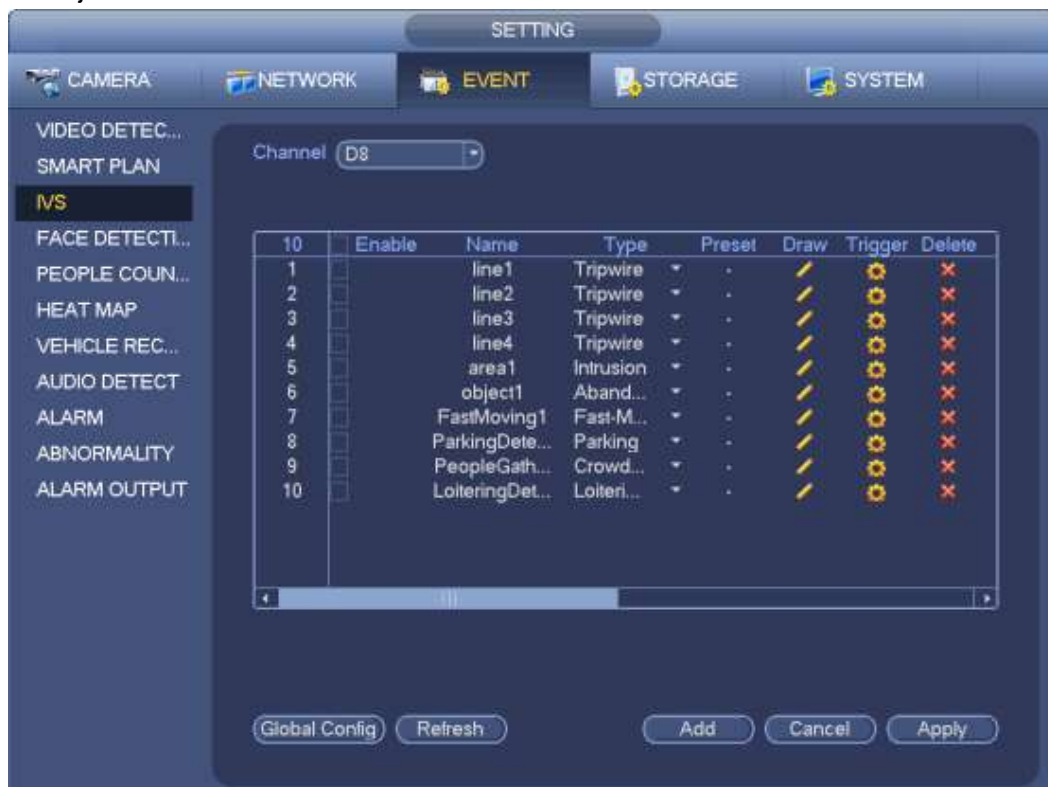 SETTING
CAMERA NETWORK EVENT STORAGE SYSTEM
VIDEO DETEC...
SMART PLAN
IVS
FACE DETECTI...
PEOPLE COUN...
HEAT MAP
VEHICLE REC...
AUDIO DETECT
ALARM
ABNORMALITY
ALARM OUTPUT
Channel D8
10 Enable Name Type Preset Draw Trigger Delete
1 line1 Tripwire
2 line2 Tripwire
3 line3 Tripwire
4 line4 Tripwire
5 area1 Intrusion
6 object1 Aband...
7 FastMoving1 Fast-M...
8 ParkingDete... Parking
9 PeopleGath... Crowd...
10 LoiteringDet... Loiteri...
Global Config Refresh Add Cancel Apply